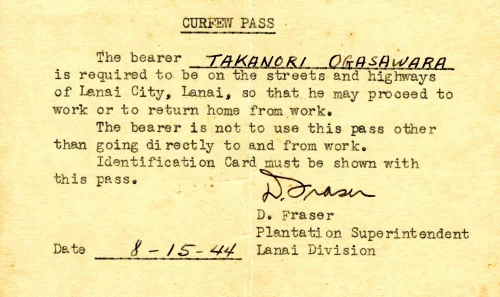 CURFEW PASS
The bearer TAKANORI OGASAWARA
is required to be on the streets and highways
of Lanai City, Lanai, so that he may proceed to
work or to return home from work.
The bearer is not to use this pass other
than going directly to and from work.
Identification Card must be shown with
this pass.
D. Fraser
D. Fraser
Plantation Superintendent
Date 8-15-44 Lanai Division